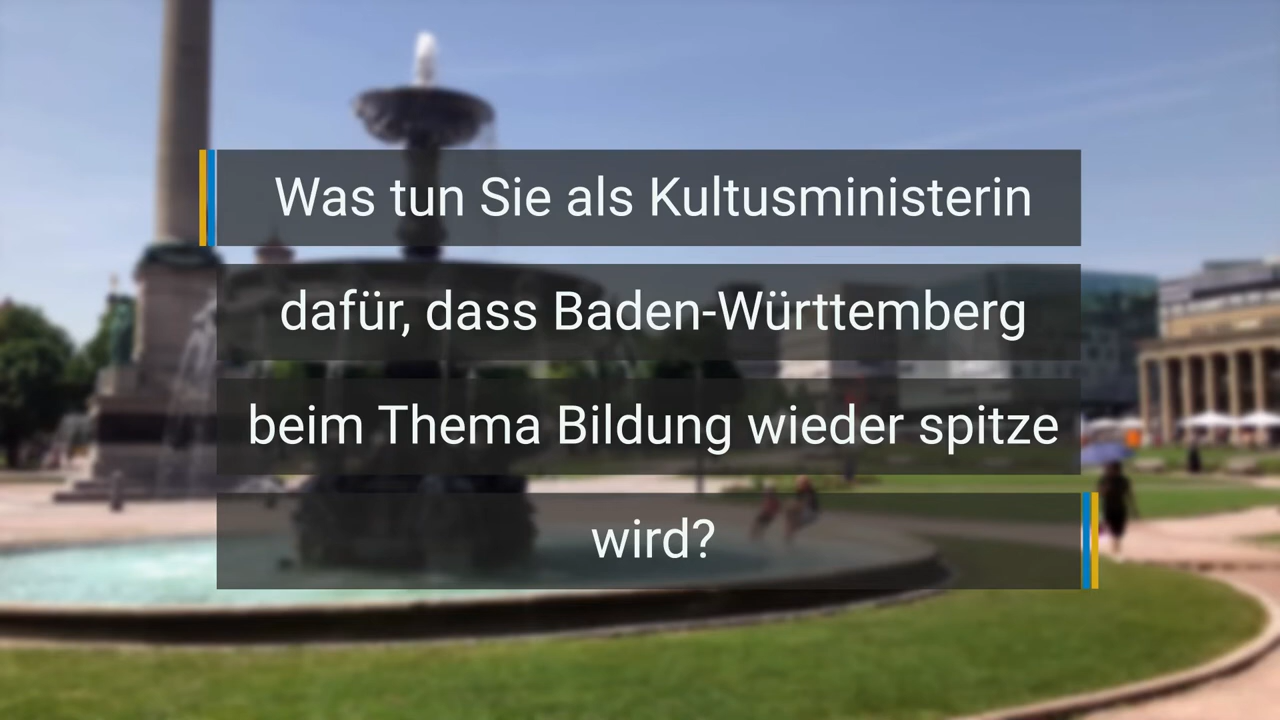 Was tun Sie als Kultusministerin
dafür, dass Baden-Württemberg
beim Thema Bildung wieder spitze
wird?